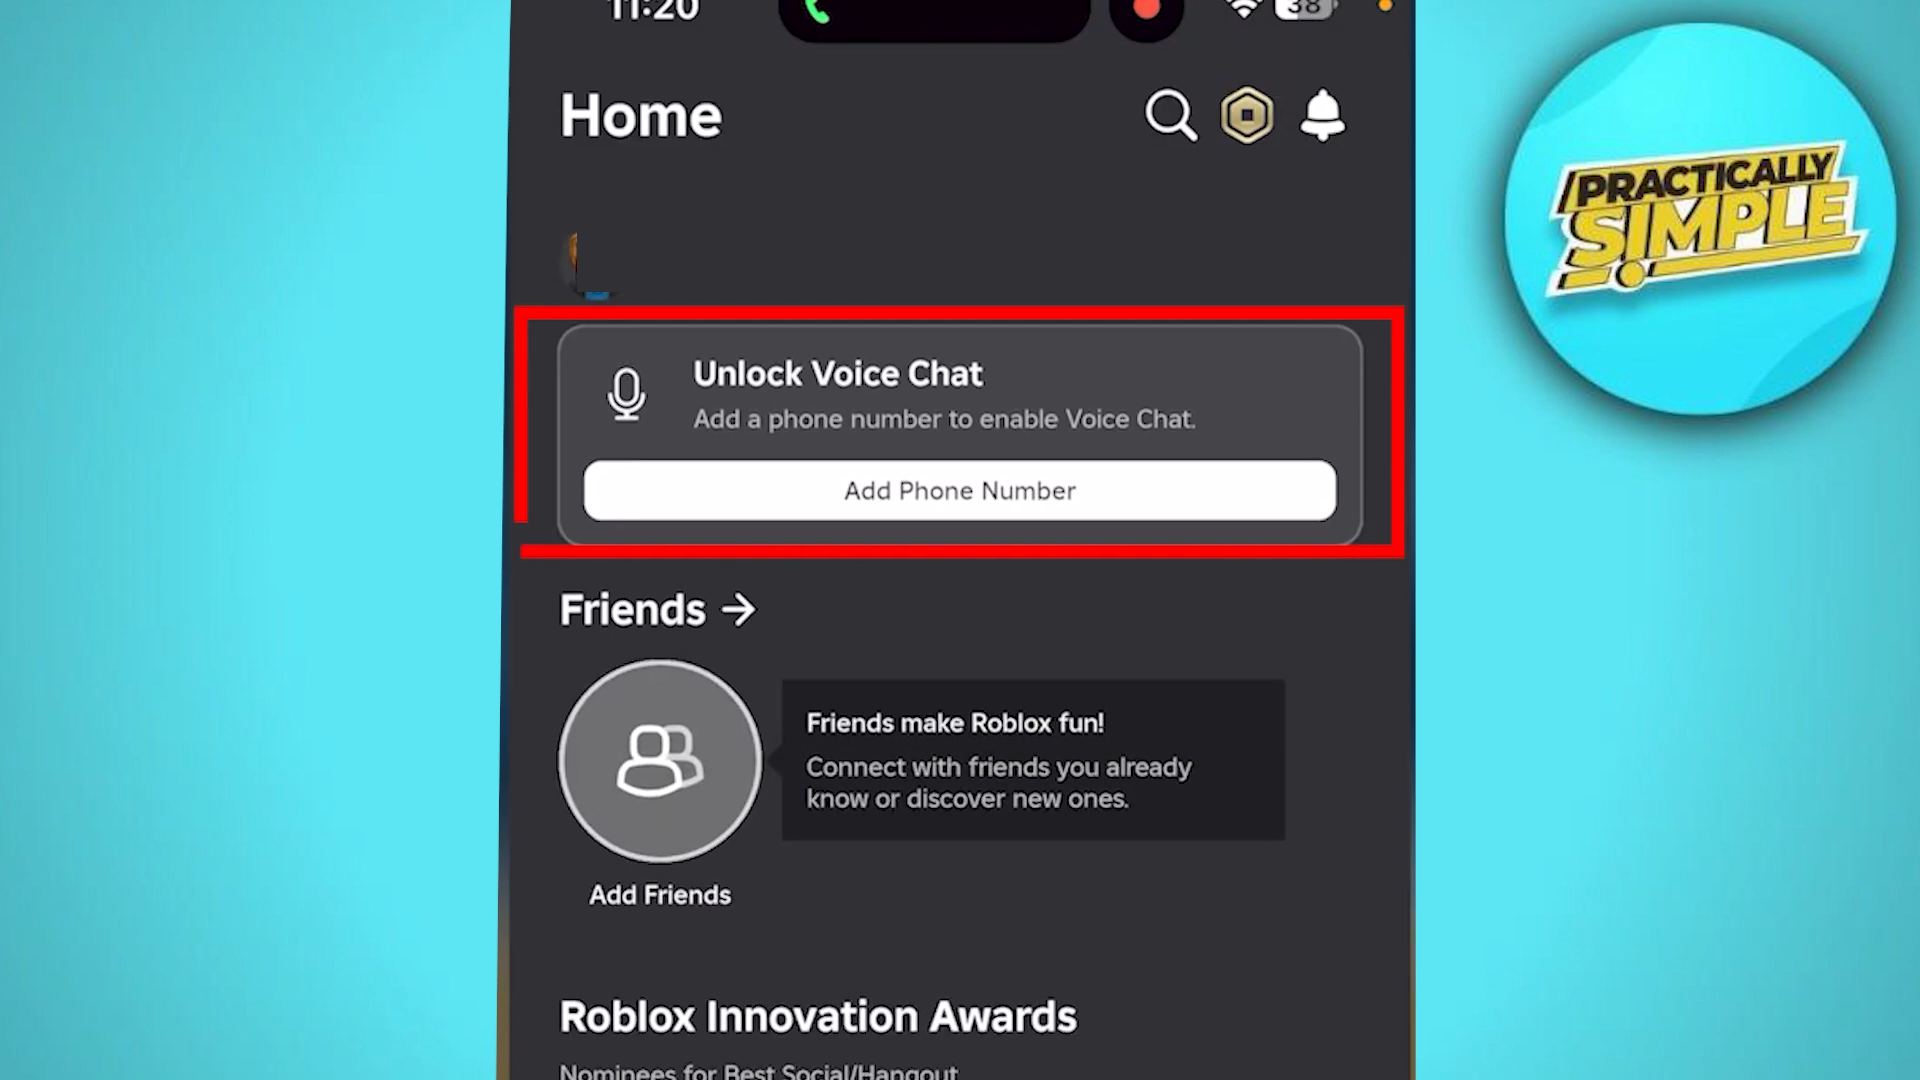 11:20
38
Home
PRACTICALLY
SIMPLE
Unlock Voice Chat
Add a phone number to enable Voice Chat.
Add Phone Number
Friends →
Friends make Roblox fun!
Connect with friends you already
know or discover new ones.
Add Friends
Roblox Innovation Awards
Nominees for Best Social/Hangout